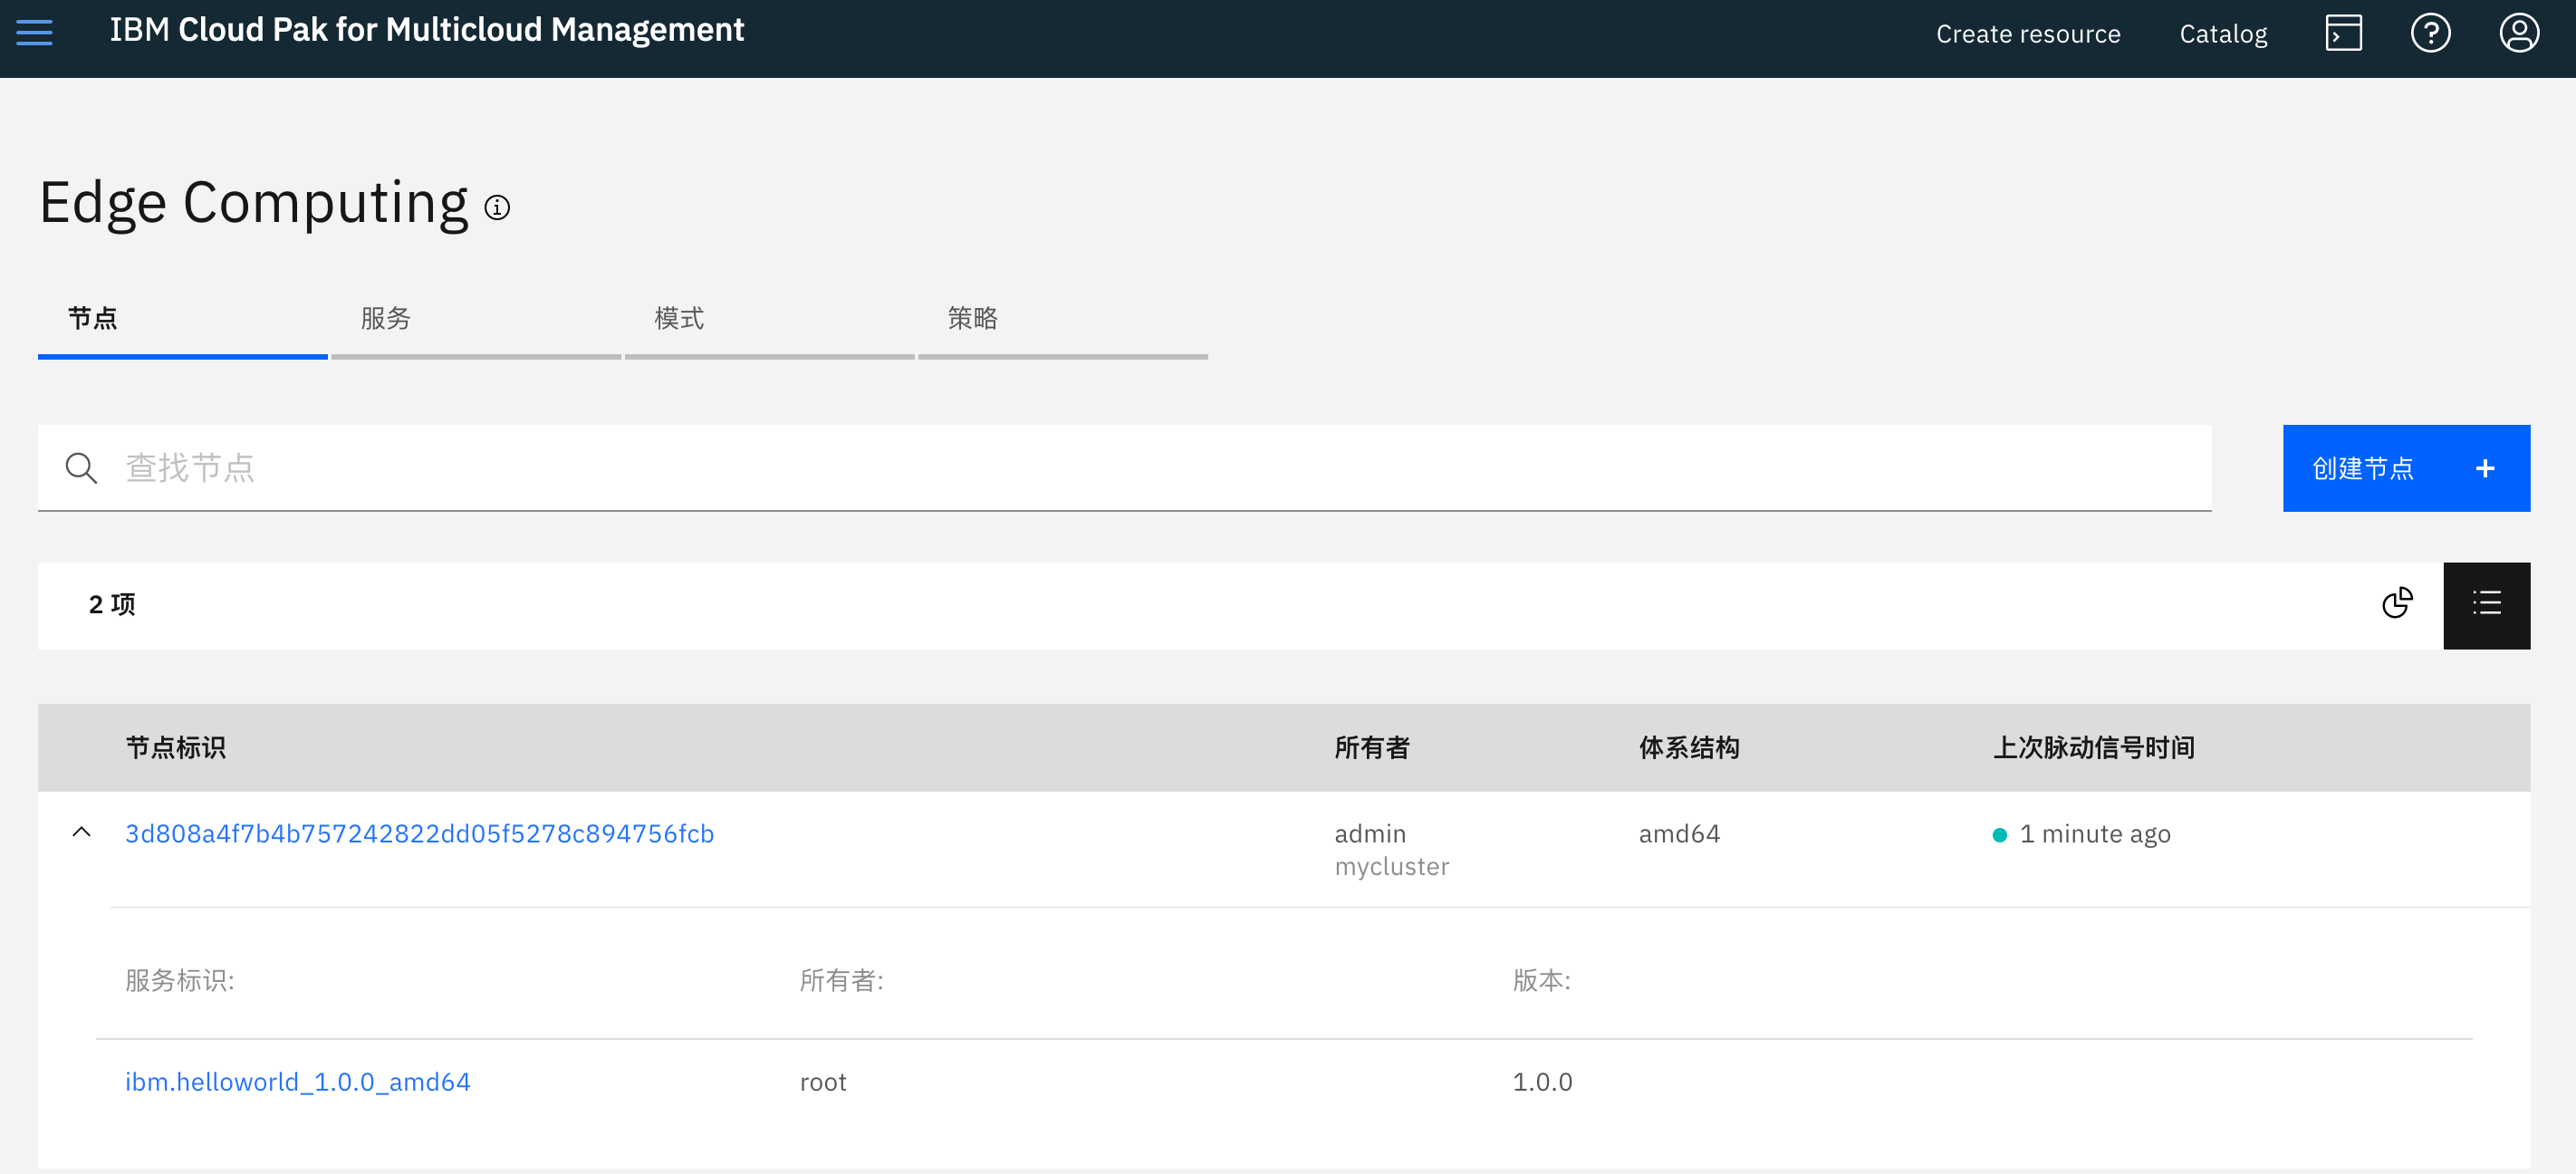 IBM Cloud Pak for Multicloud Management
Create resource
Catalog
Edge Computing
节点
服务
模式
策略
查找节点
创建节点 +
2 项
节点标识
所有者
体系结构
上次脉动信号时间
3d808a4f7b4b757242822dd05f5278c894756fcb
admin
mycluster
amd64
1 minute ago
服务标识:
所有者:
版本:
ibm.helloworld_1.0.0_amd64
root
1.0.0